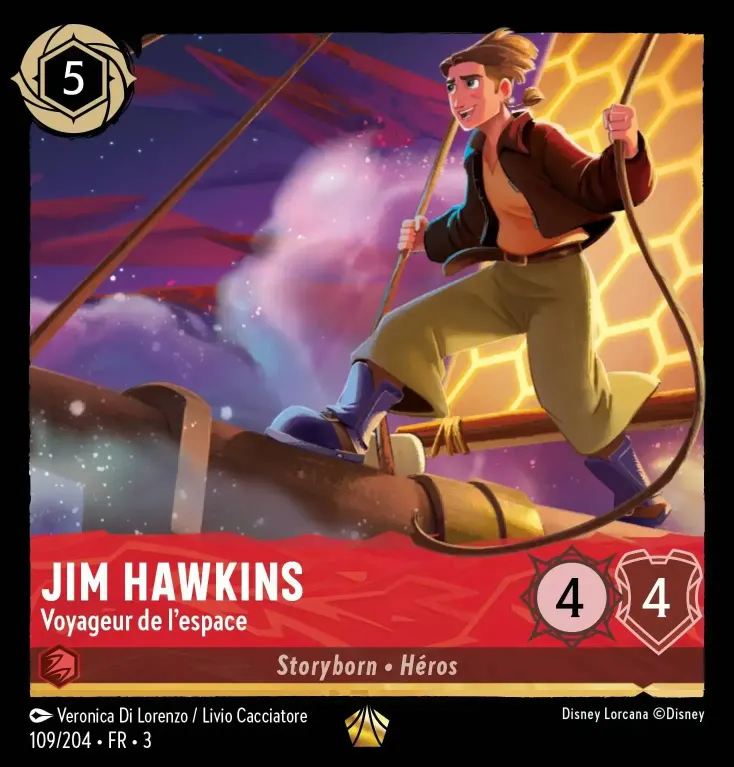 5
JIM HAWKINS
Voyageur de l'espace
4 4
Storyborn • Héros
Veronica Di Lorenzo / Livio Cacciatore
Disney Lorcana ©Disney
109/204 • FR • 3